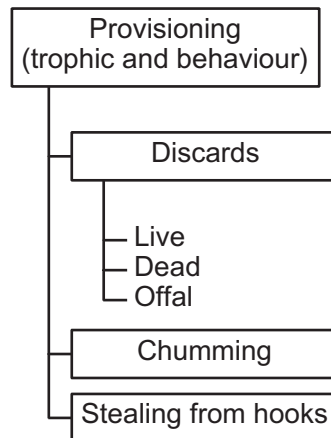 Provisioning
(trophic and behaviour)
Discards
Live
Dead
Offal
Chumming
Stealing from hooks